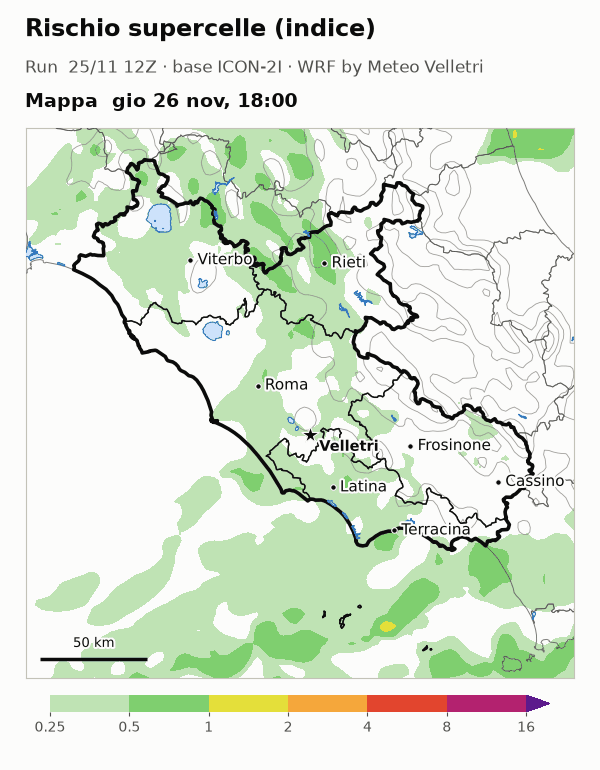 Rischio supercelle (indice)
Run  25/11 12Z · base ICON-2I · WRF by Meteo Velletri
Mappa  gio 26 nov, 18:00
Viterbo
Rieti
Roma
Velletri
Frosinone
Cassino
Latina
Terracina
50 km
0.25 0.5 1 2 4 8 16